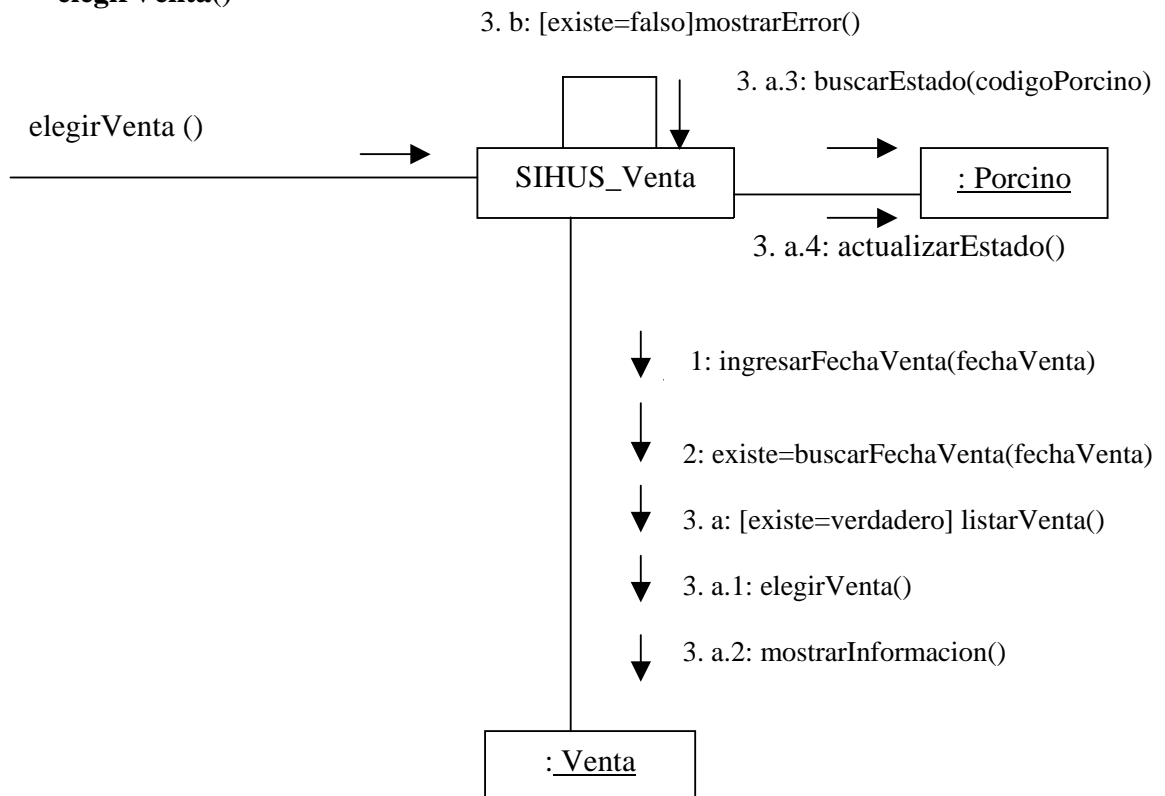 elegirVenta()
3. b: [existe=falso]mostrarError()
3. a.3: buscarEstado(codigoPorcino)
elegirVenta ()
SIHUS_Venta
: Porcino
3. a.4: actualizarEstado()
1: ingresarFechaVenta(fechaVenta)
2: existe=buscarFechaVenta(fechaVenta)
3. a: [existe=verdadero] listarVenta()
3. a.1: elegirVenta()
3. a.2: mostrarInformacion()
: Venta